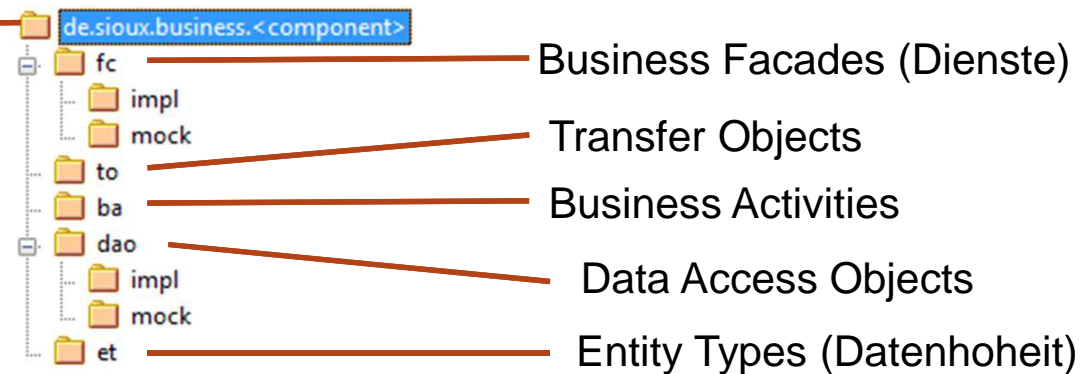 de.sioux.business.<component>
fc
Business Facades (Dienste)
impl
mock
Transfer Objects
to
ba
Business Activities
dao
impl
Data Access Objects
mock
et
Entity Types (Datenhoheit)